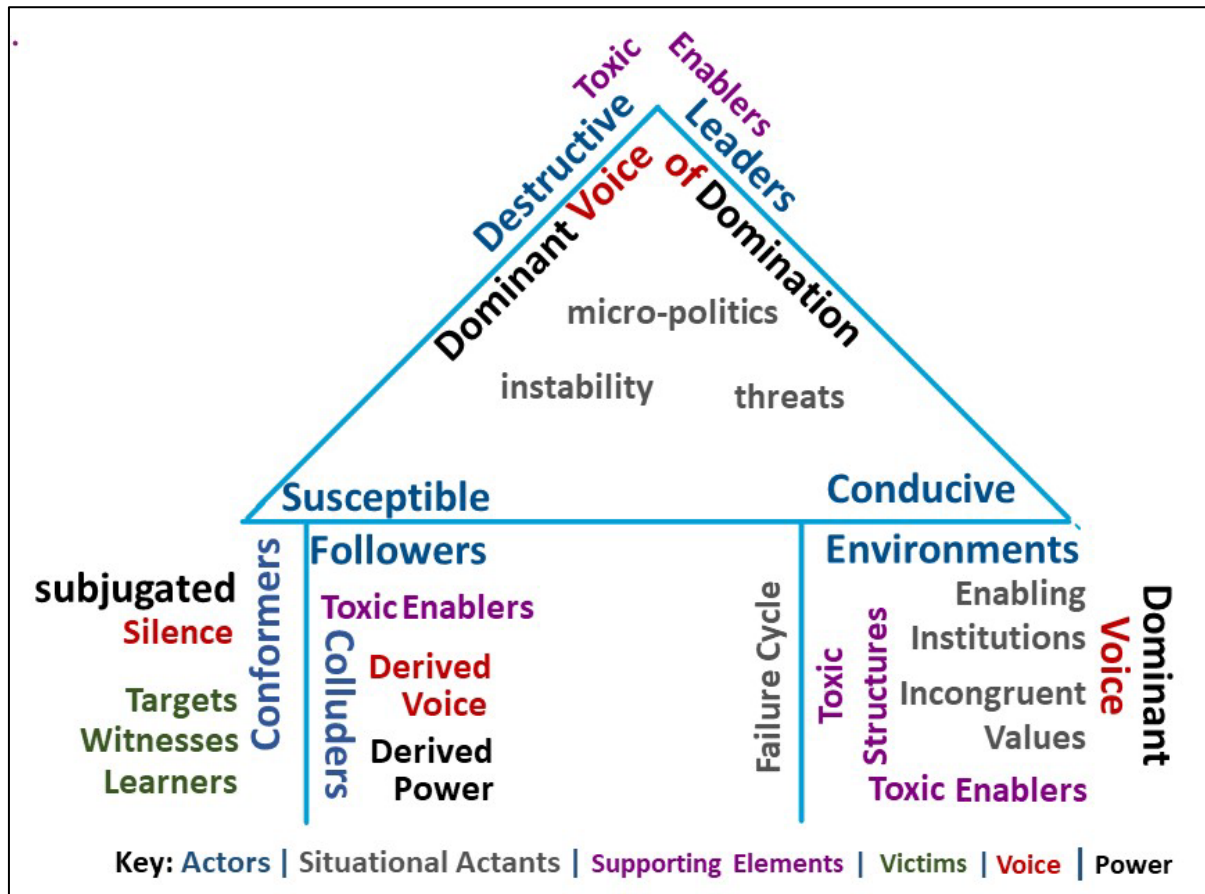 Toxic Enablers
Destructive Leaders
Dominant Voice of Domination
micro-politics
instability
threats
Susceptible
Followers
Conducive
Environments
subjugated
Silence
Targets
Witnesses
Learners
Conformers
Toxic Enablers
Colluders
Derived
Voice
Derived
Power
Failure Cycle
Toxic
Structures
Enabling
Institutions
Incongruent
Values
Toxic Enablers
Dominant
Voice
Key: Actors | Situational Actants | Supporting Elements | Victims | Voice | Power